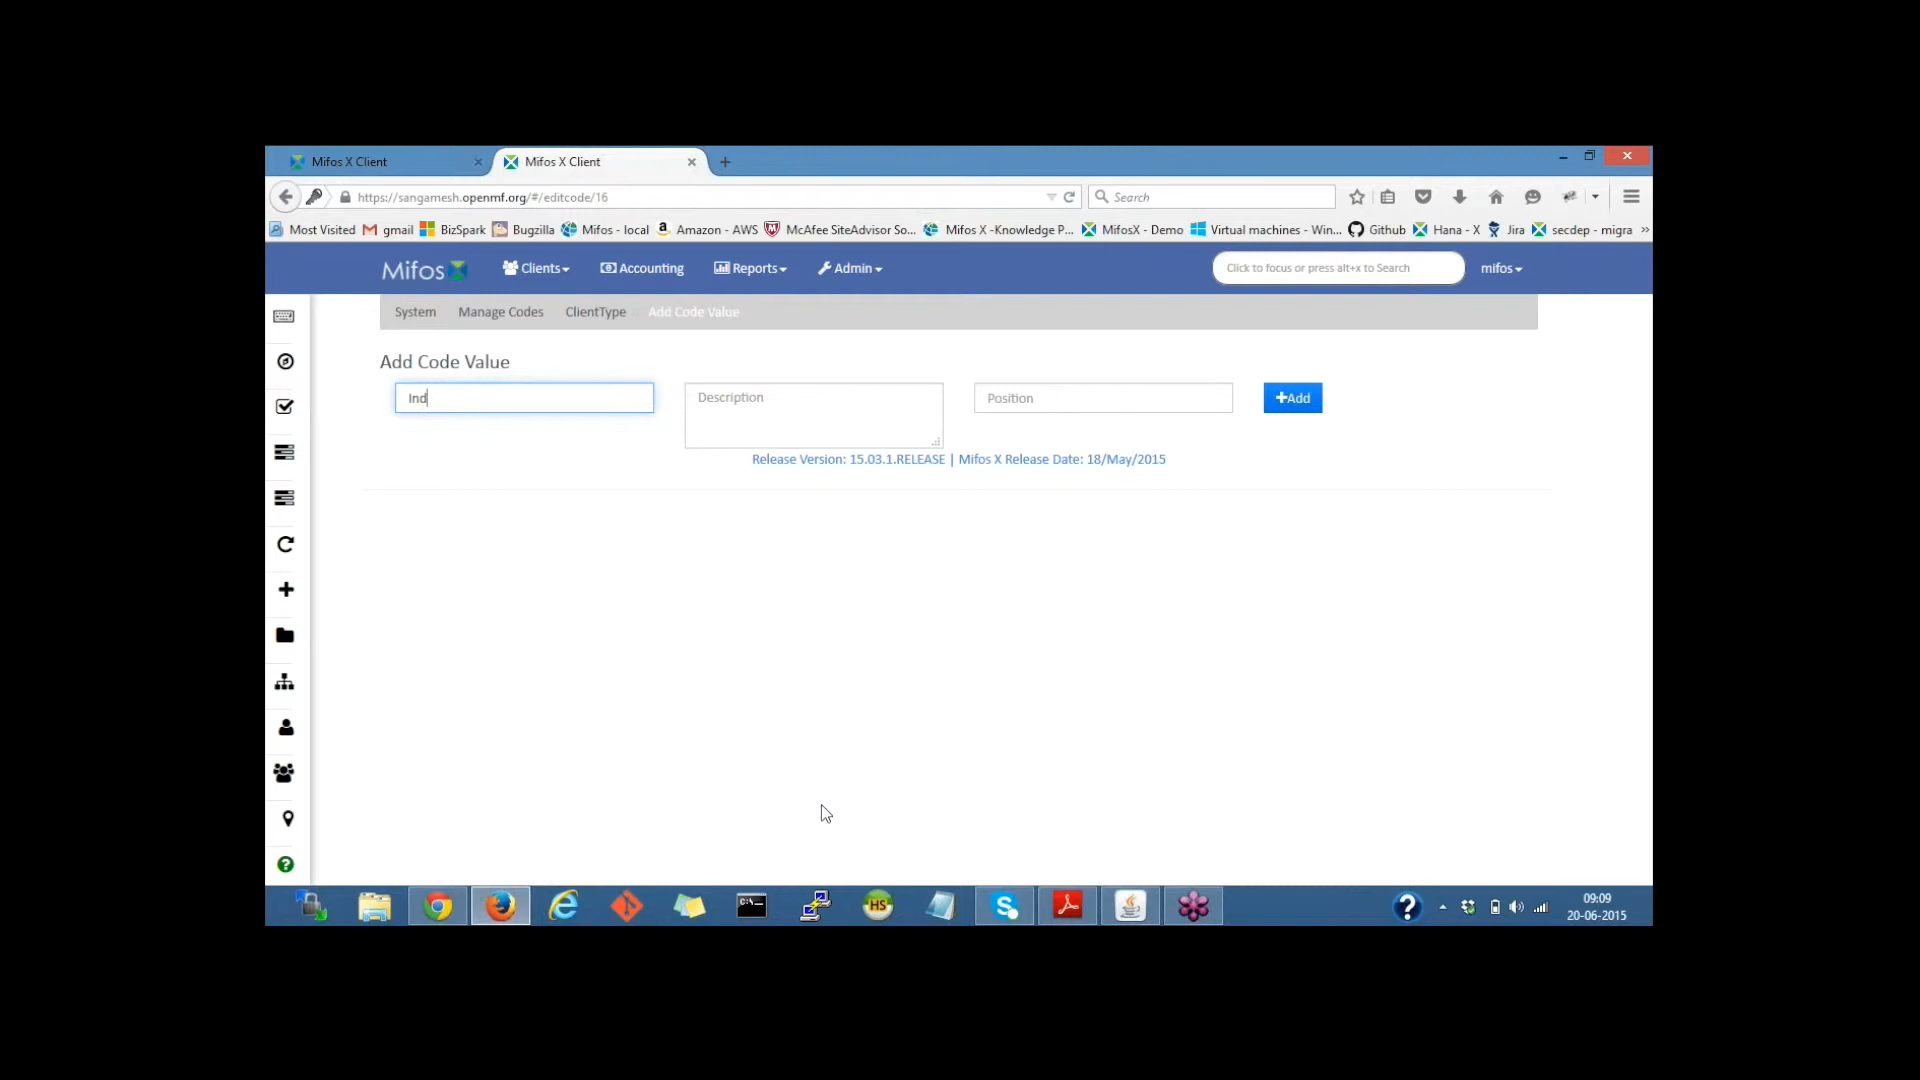 Mifos X Client
Mifos X Client
https://sangamesh.openmf.org/#/editcode/16
Search
Most Visited gmail BizSpark Bugzilla Mifos - local Amazon - AWS McAfee SiteAdvisor So... Mifos X -Knowledge P... MifosX - Demo Virtual machines - Win... Github Hana - X Jira secdep - migra »
Mifos Clients Accounting Reports Admin Click to focus or press alt+x to Search mifos
System Manage Codes ClientType Add Code Value
Add Code Value
Ind Description Position +Add
Release Version: 15.03.1.RELEASE | Mifos X Release Date: 18/May/2015
C:\
HS
09:09
20-06-2015